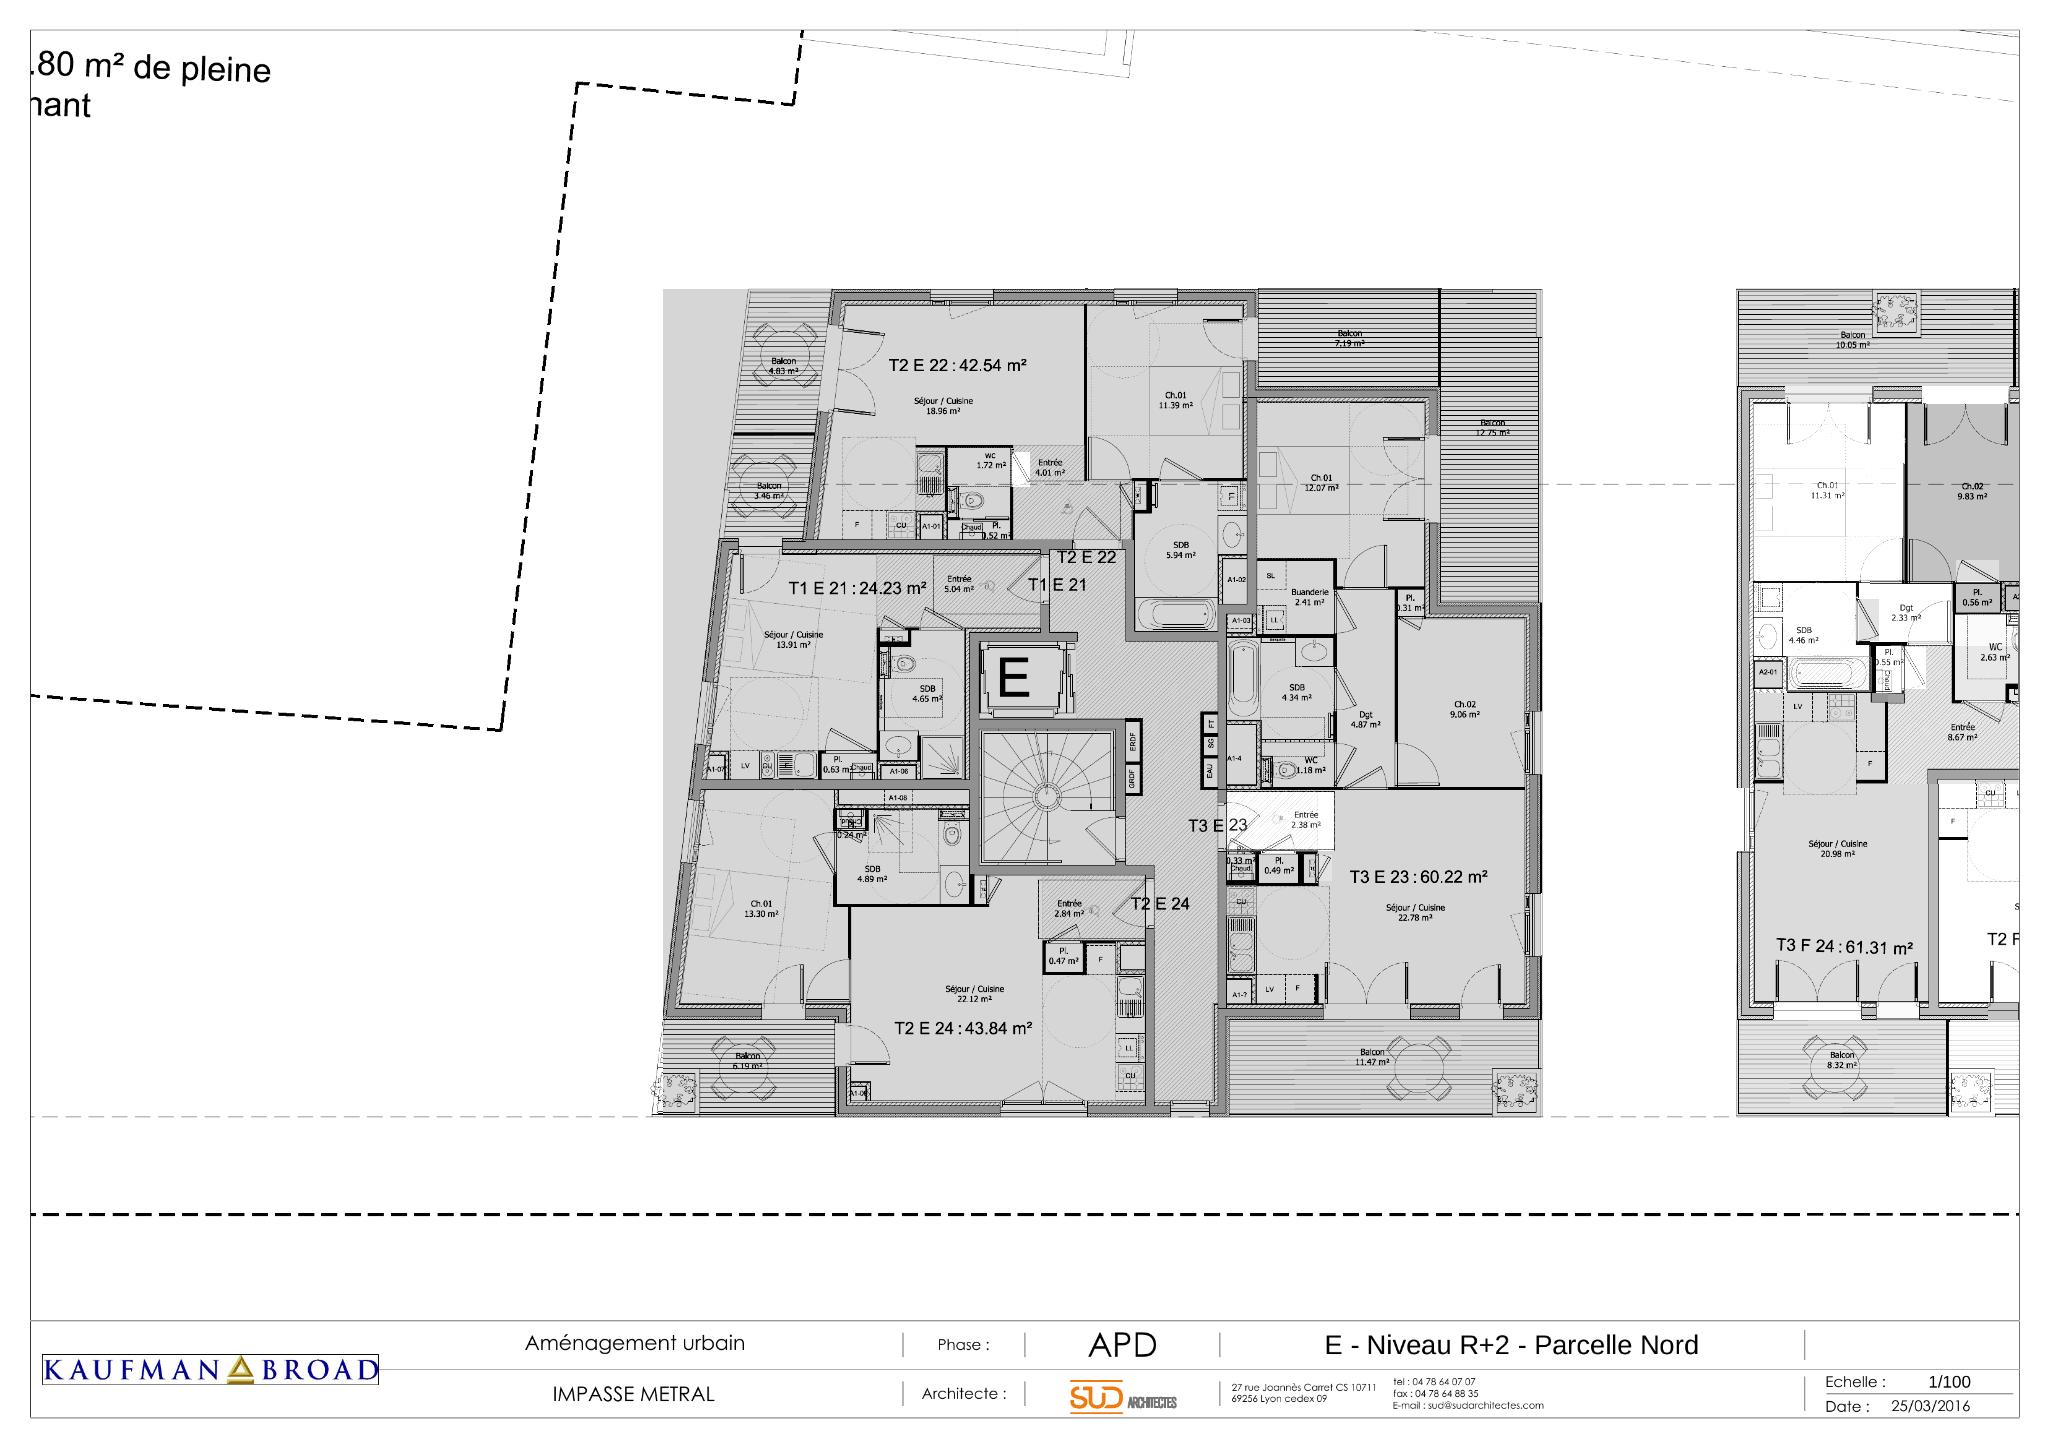 .80 m² de pleine
nant
Balcon
4.83 m²
T2 E 22 : 42.54 m²
Séjour / Cuisine
18.96 m²
Ch.01
11.39 m²
Balcon
7.19 m²
Balcon
12.75 m²
Balcon
10.05 m²
Balcon
3.46 m²
WC
1.72 m²
Entrée
4.01 m²
LV
F
CU
A1-01
Chaud
Pl.
0.52 m²
SDB
5.94 m²
LL
A1-02
Ch.01
12.07 m²
Ch.01
11.31 m²
Ch.02
9.83 m²
T2 E 22
T1 E 21
T1 E 21 : 24.23 m²
Entrée
5.04 m²
Séjour / Cuisine
13.91 m²
SDB
4.65 m²
E
A1-07
LV
CU
Pl.
0.63 m²
Chaud
A1-06
SL
Buanderie
2.41 m²
LL
A1-03
Pl.
0.31 m²
SDB
4.34 m²
Dgt
4.87 m²
Ch.02
9.06 m²
A1-4
WC
1.18 m²
ERDF
GRDF
FT
SG
EAU
SDB
4.46 m²
Dgt
2.33 m²
Pl.
0.56 m²
WC
2.63 m²
A2-01
Pl.
0.55 m²
Chaud
LV
F
Entrée
8.67 m²
A1-08
Chaud
0.24 m²
SDB
4.89 m²
Ch.01
13.30 m²
T3 E 23
Entrée
2.38 m²
0.33 m²
Chaud
Pl.
0.49 m²
T3 E 23 : 60.22 m²
Séjour / Cuisine
22.78 m²
CU
A1-?
LV
F
Entrée
2.84 m²
T2 E 24
Pl.
0.47 m²
F
Séjour / Cuisine
22.12 m²
T2 E 24 : 43.84 m²
LL
CU
A1-09
Balcon
6.19 m²
Balcon
11.47 m²
Séjour / Cuisine
20.98 m²
T3 F 24 : 61.31 m²
CU
F
T2 F
Balcon
8.32 m²
KAUFMAN BROAD
Aménagement urbain
IMPASSE METRAL
Phase :
APD
Architecte :
SUD ARCHITECTES
E - Niveau R+2 - Parcelle Nord
27 rue Joannès Carret CS 10711
69256 Lyon cedex 09
tel : 04 78 64 07 07
fax : 04 78 64 88 35
E-mail : sud@sudarchitectes.com
Echelle : 1/100
Date : 25/03/2016